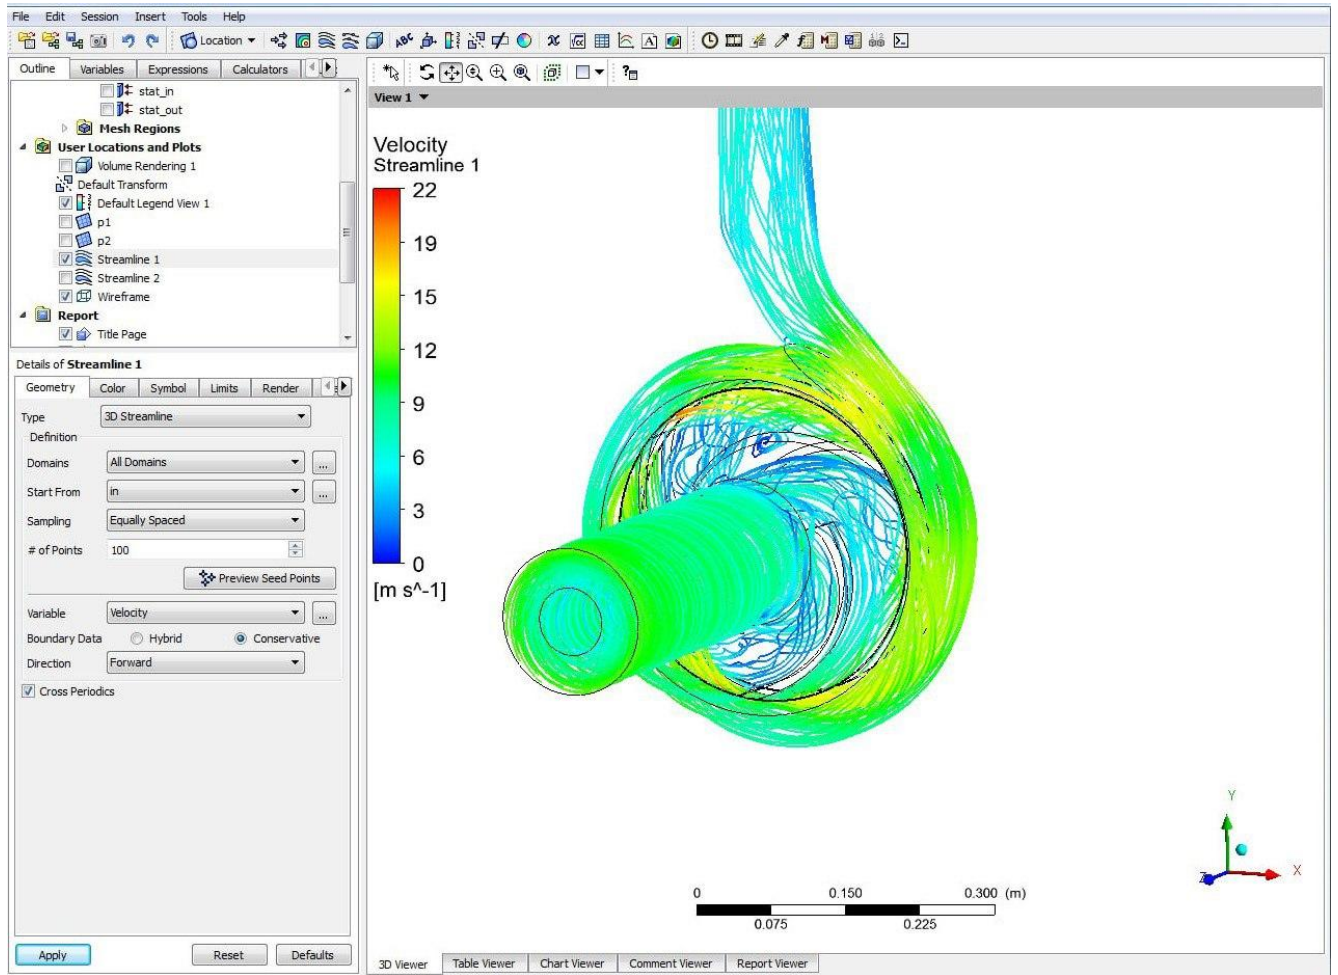 File Edit Session Insert Tools Help
Location
Outline Variables Expressions Calculators
View 1
stat_in
stat_out
Mesh Regions
User Locations and Plots
Volume Rendering 1
Default Transform
Default Legend View 1
p1
p2
Streamline 1
Streamline 2
Wireframe
Report
Title Page
Details of Streamline 1
Geometry Color Symbol Limits Render
Type 3D Streamline
Definition
Domains All Domains ...
Start From in ...
Sampling Equally Spaced
# of Points 100
Preview Seed Points
Variable Velocity ...
Boundary Data Hybrid Conservative
Direction Forward
Cross Periodics
Apply Reset Defaults
Velocity
Streamline 1
22
19
15
12
9
6
3
0
[m s^-1]
Y
X
Z
0 0.150 0.300 (m)
0.075 0.225
3D Viewer Table Viewer Chart Viewer Comment Viewer Report Viewer